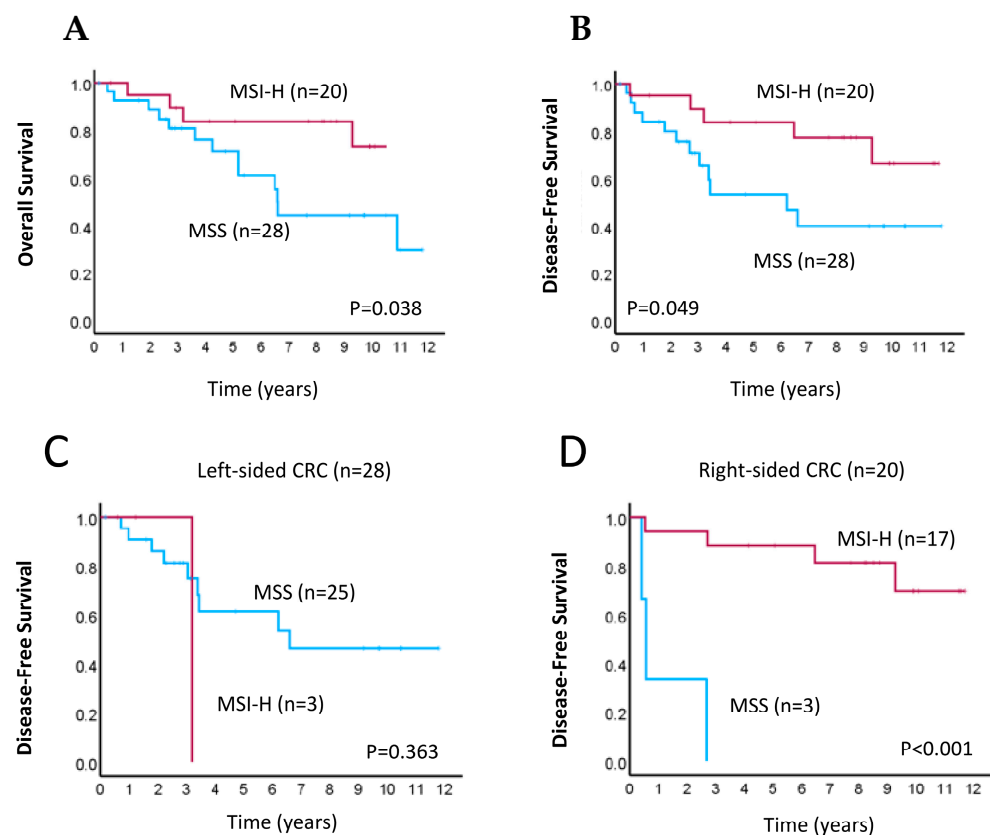 A
B
1.0
0.8
0.6
0.4
0.2
0.0
Overall Survival
MSI-H (n=20)
MSS (n=28)
P=0.038
0 1 2 3 4 5 6 7 8 9 10 11 12
Time (years)
1.0
0.8
0.6
0.4
0.2
0.0
Disease-Free Survival
MSI-H (n=20)
MSS (n=28)
P=0.049
0 1 2 3 4 5 6 7 8 9 10 11 12
Time (years)
C
Left-sided CRC (n=28)
1.0
0.8
0.6
0.4
0.2
0.0
Disease-Free Survival
MSS (n=25)
MSI-H (n=3)
P=0.363
0 1 2 3 4 5 6 7 8 9 10 11 12
Time (years)
D
Right-sided CRC (n=20)
1.0
0.8
0.6
0.4
0.2
0.0
Disease-Free Survival
MSI-H (n=17)
MSS (n=3)
P<0.001
0 1 2 3 4 5 6 7 8 9 10 11 12
Time (years)